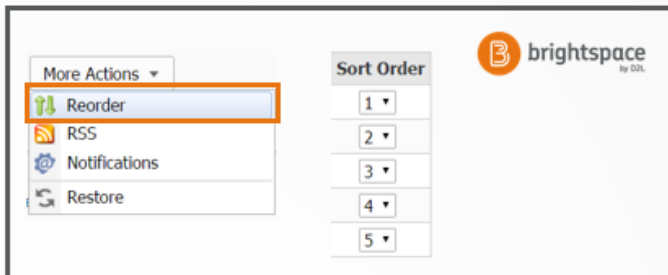 More Actions
Reorder
RSS
Notifications
Restore
Sort Order
1
2
3
4
5
brightspace
by D2L